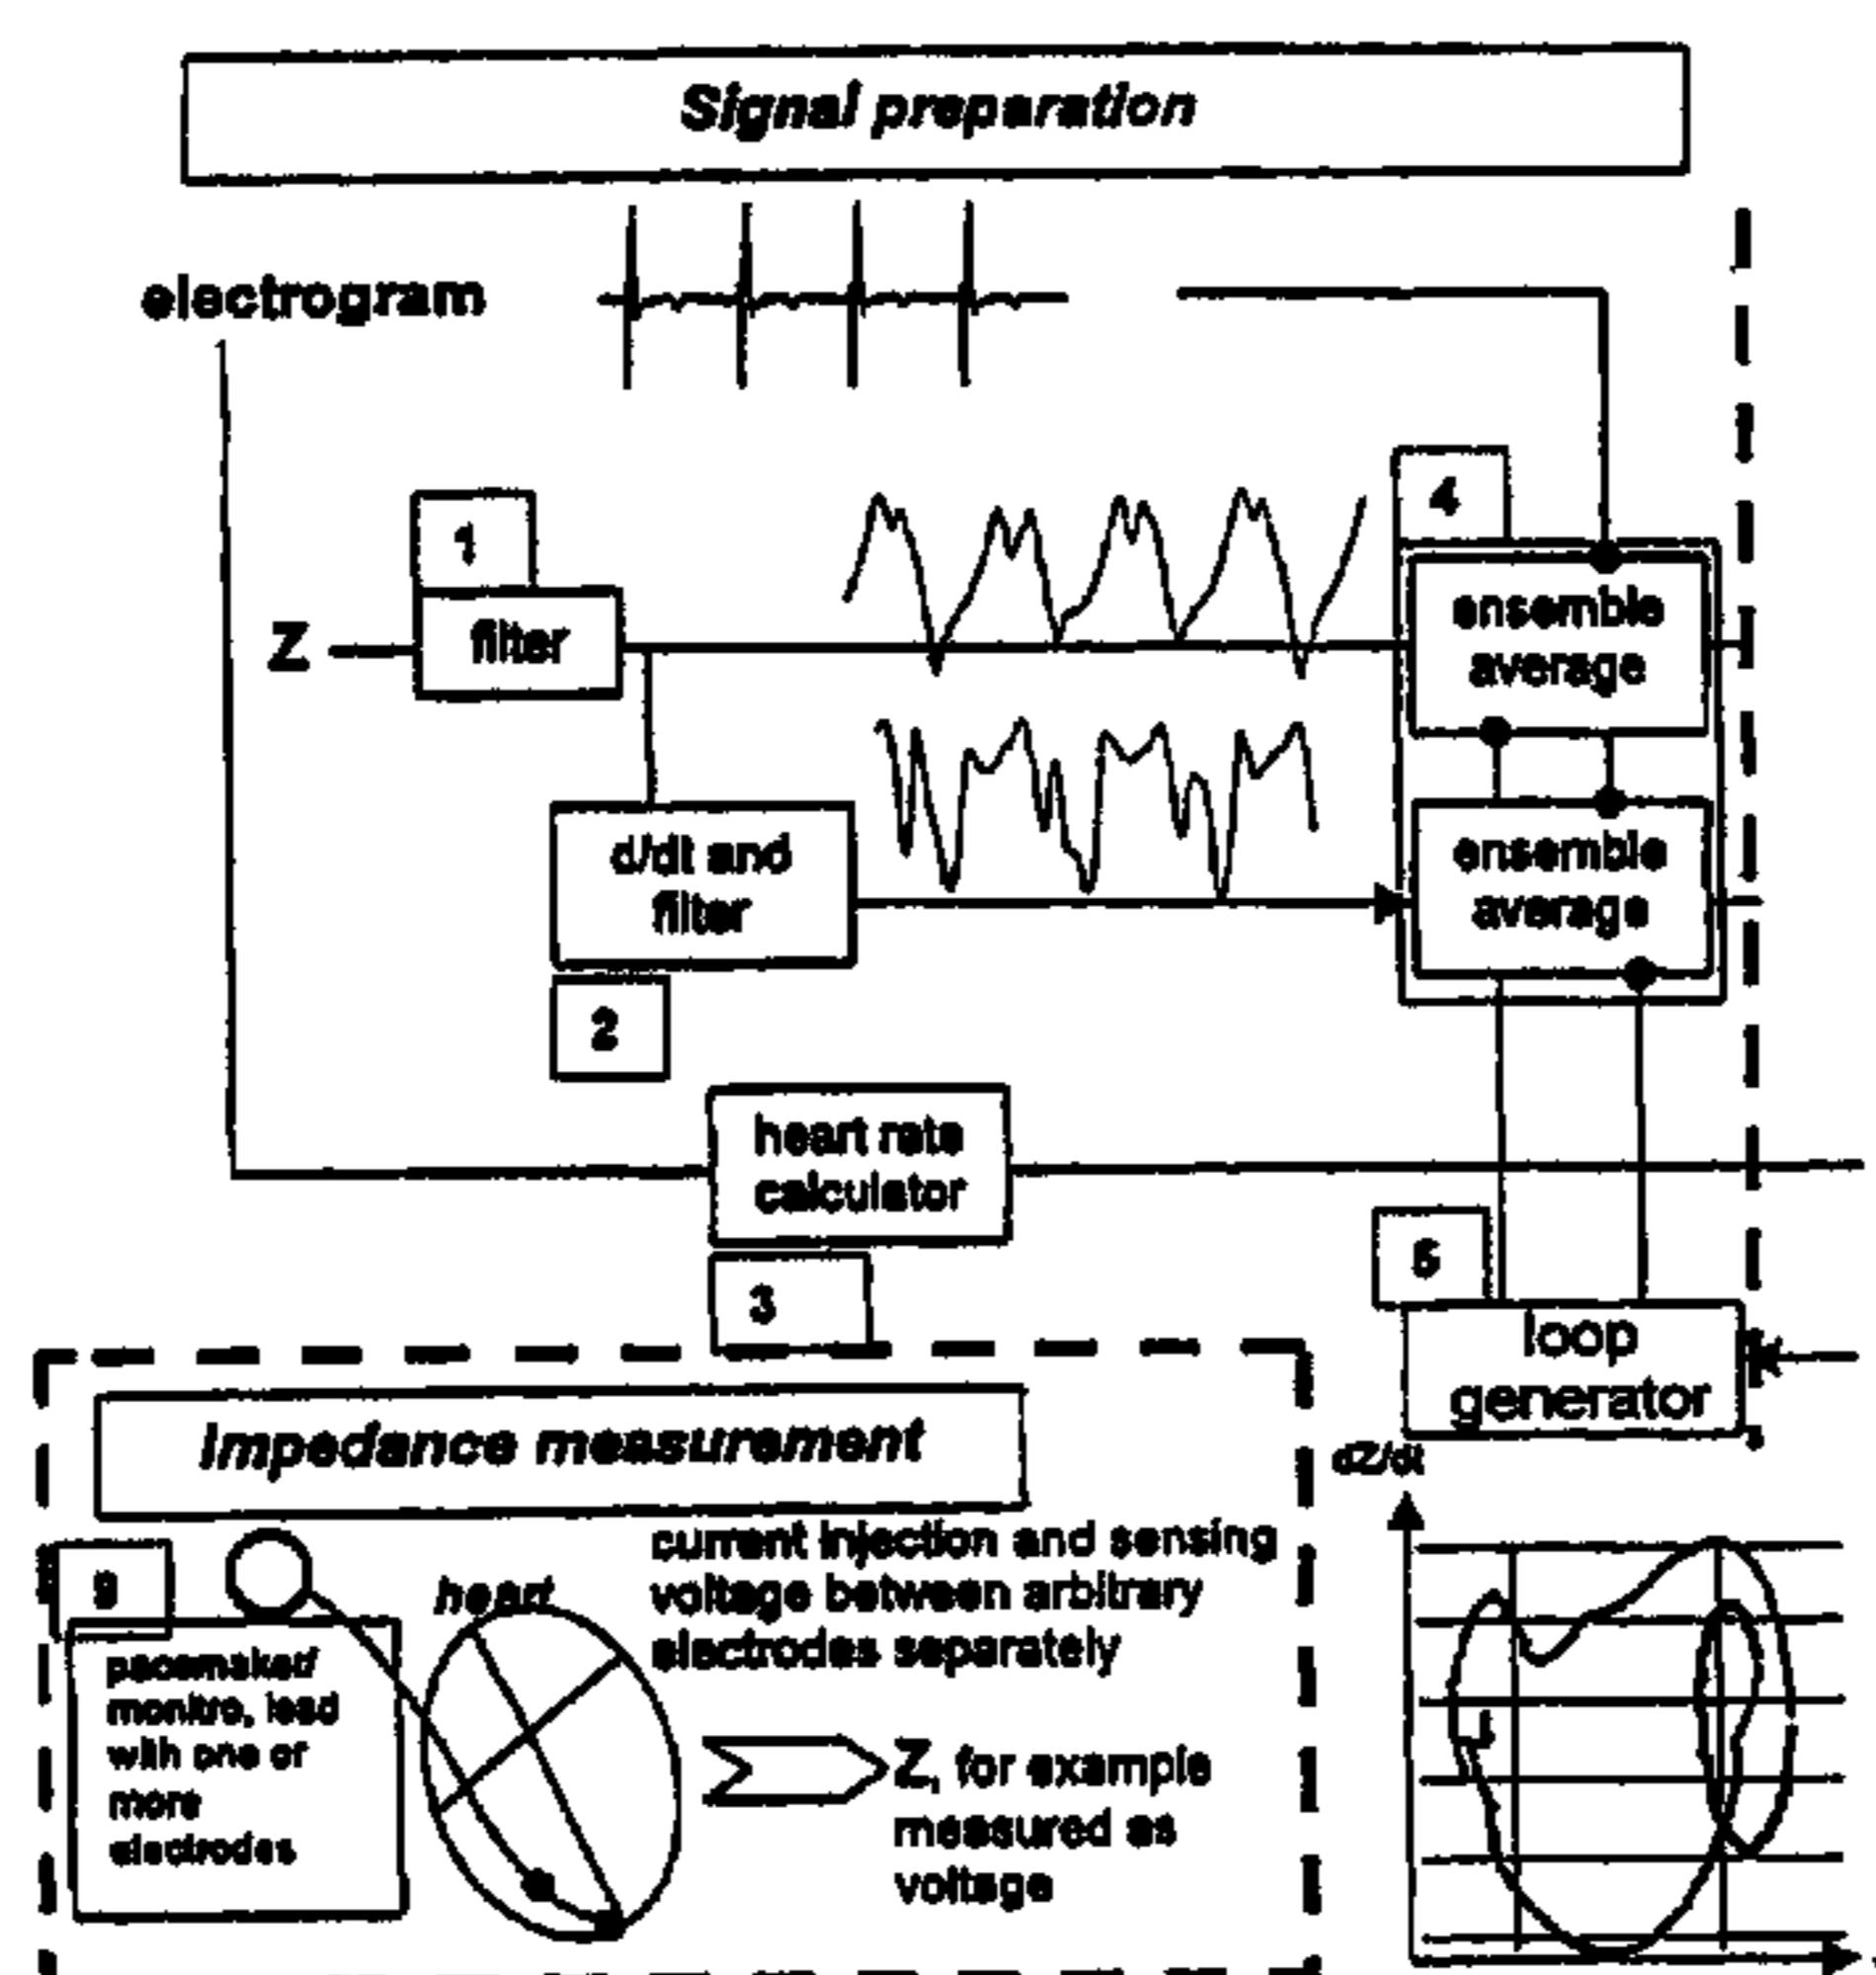 Signal preparation
electrogram
1
4
Z
filter
ensemble
average
d/dt and
filter
ensemble
average
2
heart rate
calculator
3
5
loop
generator
Impedance measurement
dZ/dt
9
heart
current injection and sensing
voltage between arbitrary
electrodes separately
pacemaker/
monitro, lead
with one or
more
electrodes
Z, for example
measured as
voltage